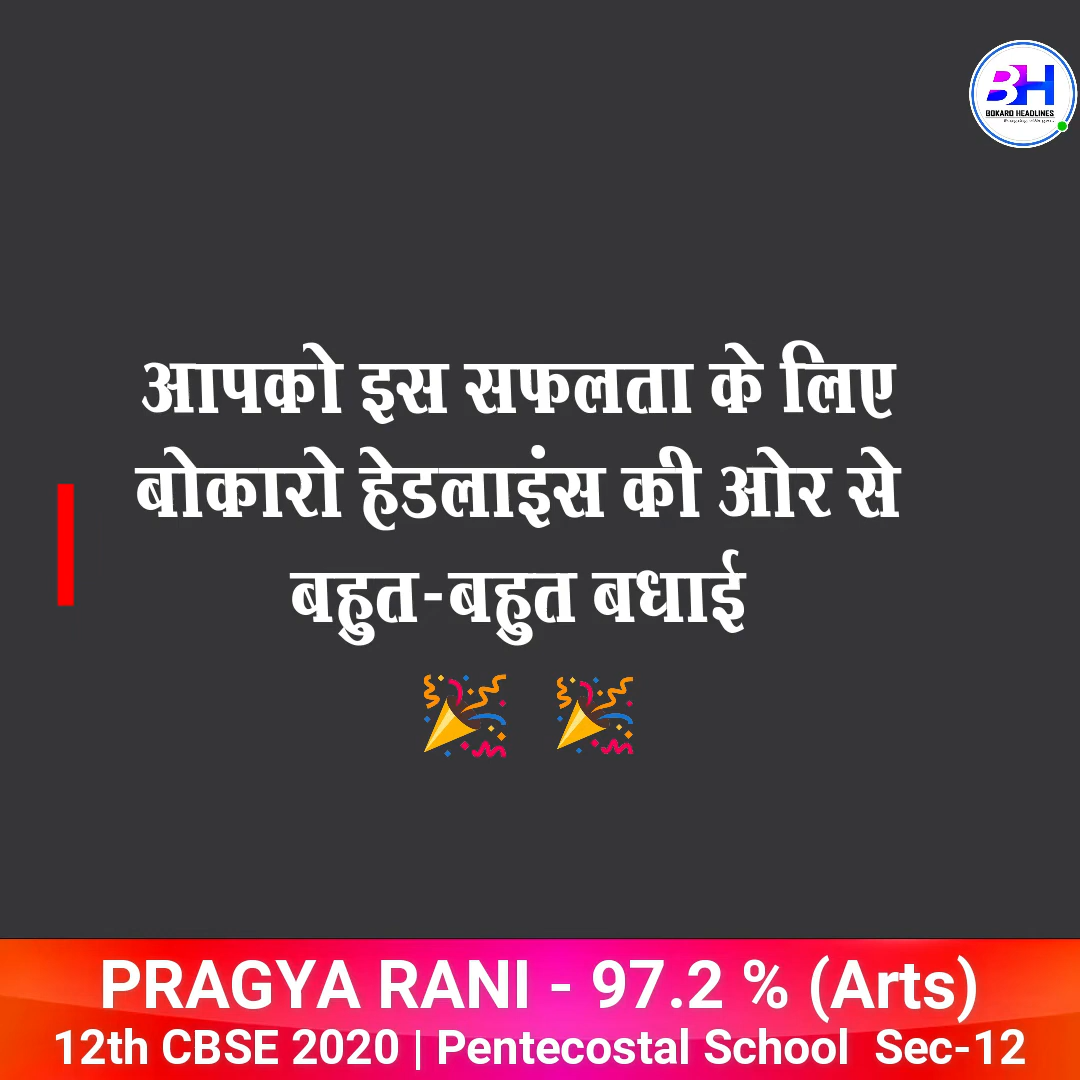 BH
BOKARO HEADLINES
आपको इस सफलता के लिए
बोकारो हेडलाइंस की ओर से
बहुत-बहुत बधाई
PRAGYA RANI - 97.2 % (Arts)
12th CBSE 2020 | Pentecostal School Sec-12